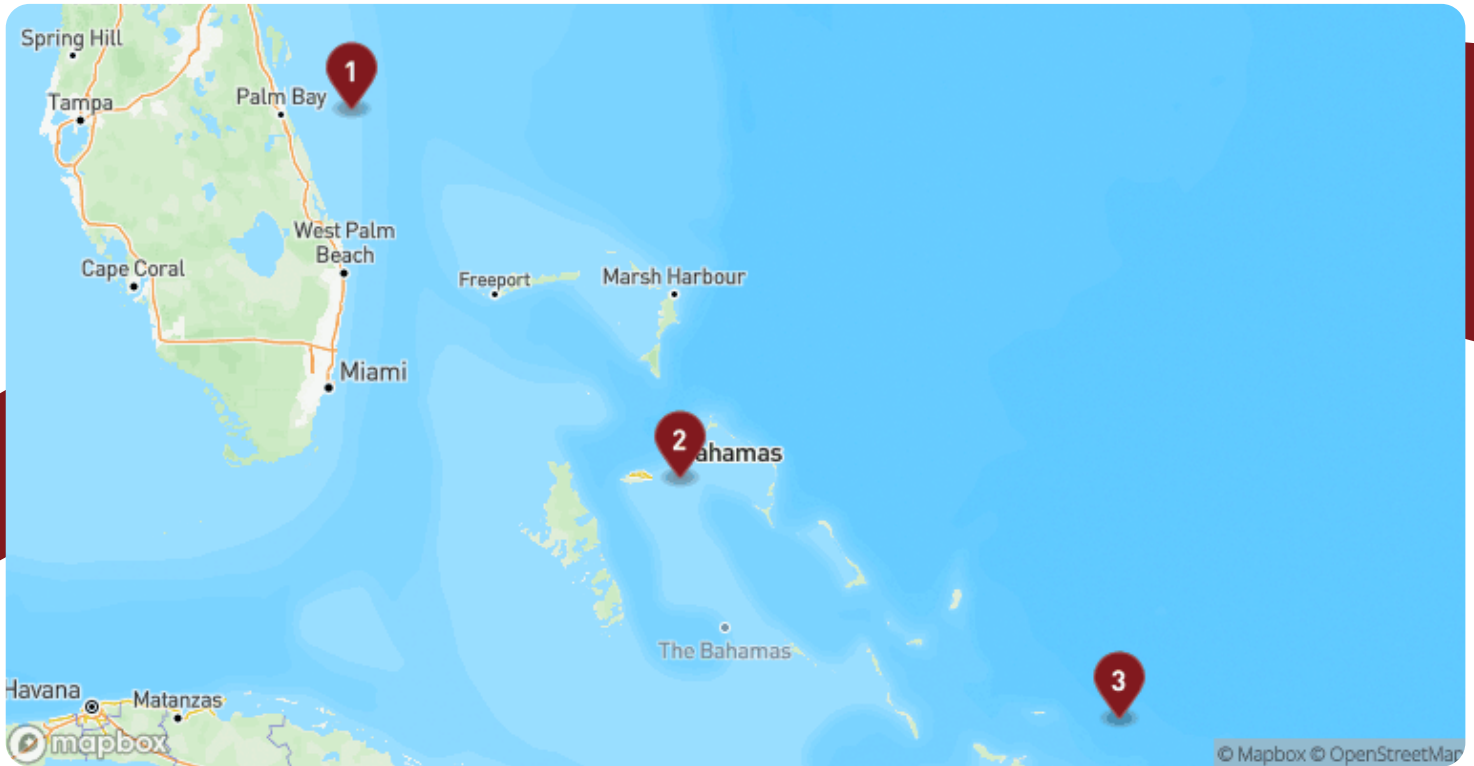 Spring Hill
1
Tampa
Palm Bay
West Palm
Beach
Cape Coral
Freeport
Marsh Harbour
Miami
2
ahamas
The Bahamas
3
Havana
Matanzas
mapbox
© Mapbox © OpenStreetMap